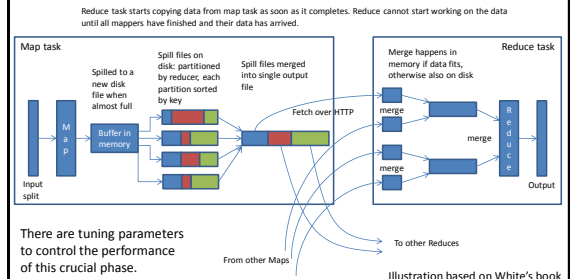 Reduce task starts copying data from map task as soon as it completes. Reduce cannot start working on the data
until all mappers have finished and their data has arrived.
Map task
Reduce task
Spilled to a
new disk
file when
almost full
Spill files on
disk: partitioned
by reducer, each
partition sorted
by key
Spill files merged
into single output
file
Merge happens in
memory if data fits,
otherwise also on disk
Fetch over HTTP
Map
Buffer in
memory
merge
merge
merge
Reduce
Input
split
Output
There are tuning parameters
to control the performance
of this crucial phase.
From other Maps
To other Reduces
Illustration based on White's book